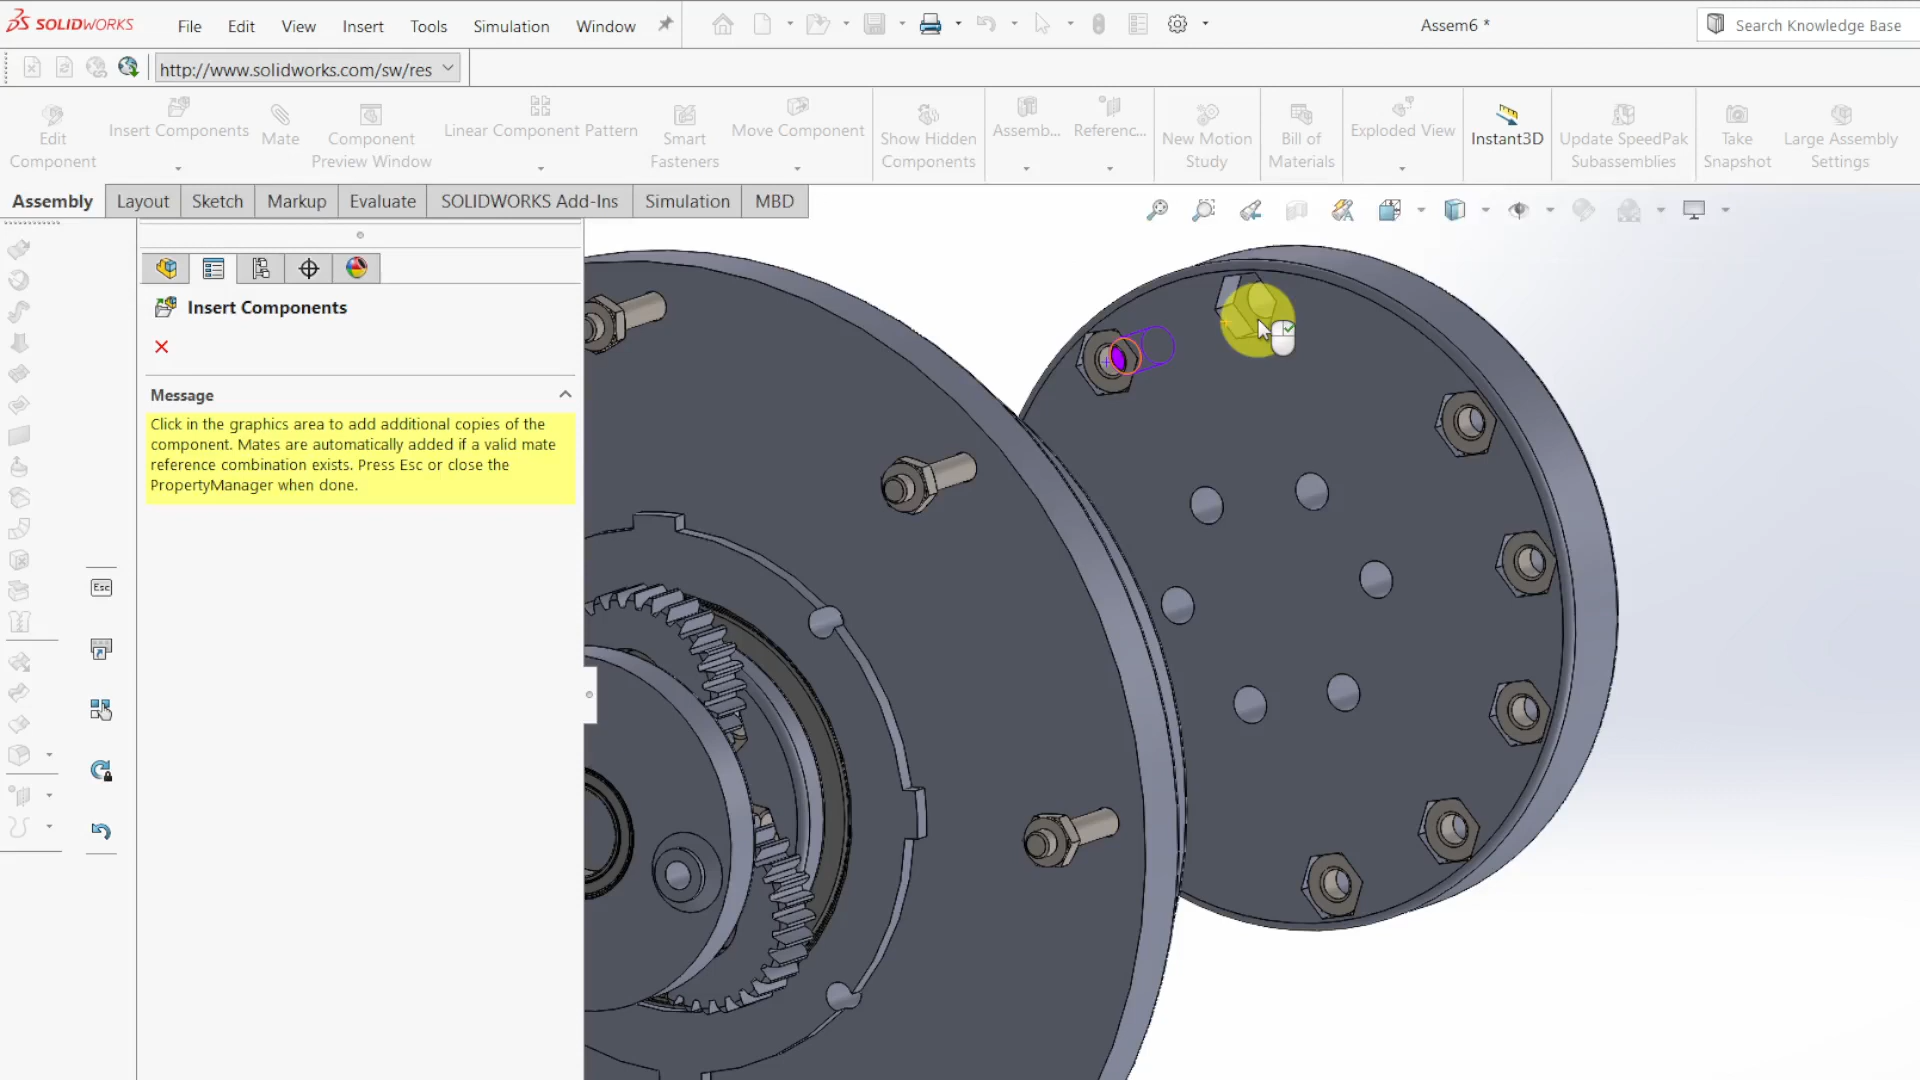 SOLIDWORKS File Edit View Insert Tools Simulation Window Assem6 * Search Knowledge Base
http://www.solidworks.com/sw/res
Edit Component
Insert Components
Mate
Component Preview Window
Linear Component Pattern
Smart Fasteners
Move Component
Show Hidden Components
Assemb...
Referenc...
New Motion Study
Bill of Materials
Exploded View
Instant3D
Update SpeedPak Subassemblies
Take Snapshot
Large Assembly Settings
Assembly Layout Sketch Markup Evaluate SOLIDWORKS Add-Ins Simulation MBD
Insert Components
Message
Click in the graphics area to add additional copies of the
component. Mates are automatically added if a valid mate
reference combination exists. Press Esc or close the
PropertyManager when done.
Esc